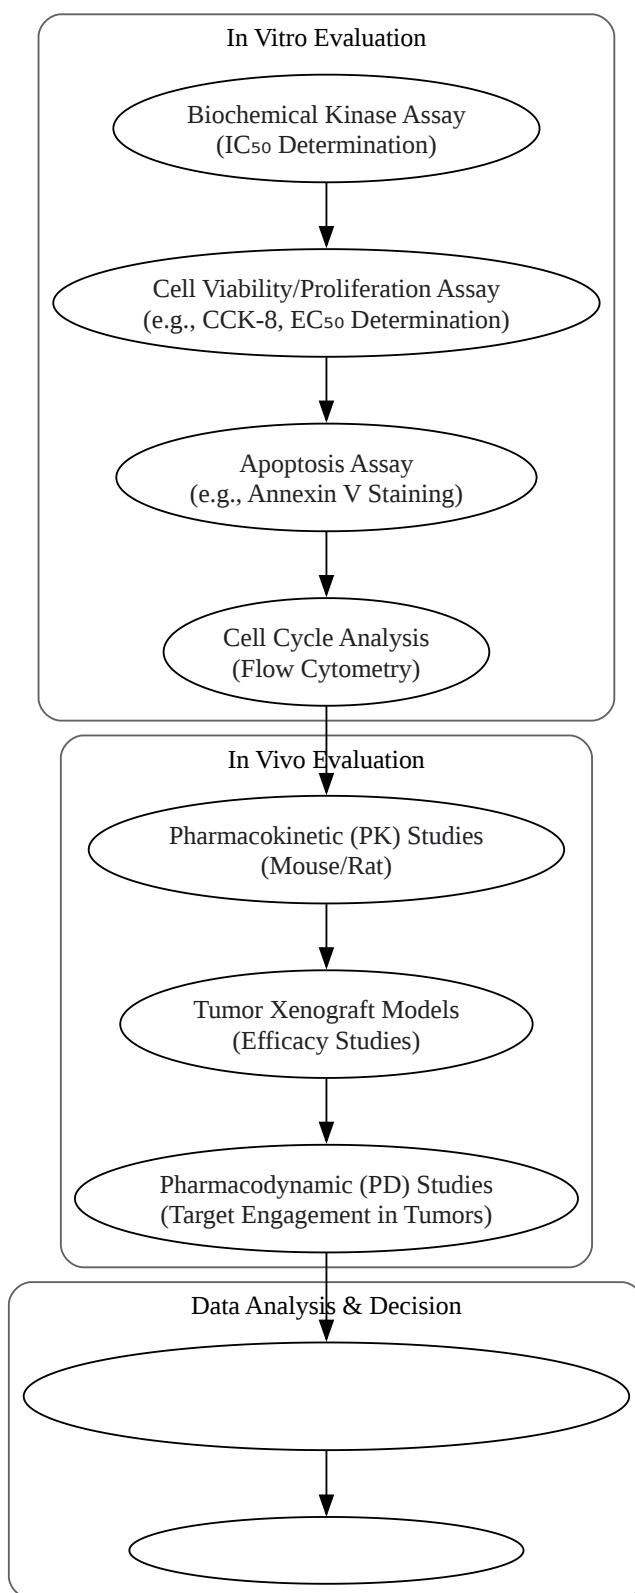 In Vitro Evaluation
Biochemical Kinase Assay
(IC₅₀ Determination)
Cell Viability/Proliferation Assay
(e.g., CCK-8, EC₅₀ Determination)
Apoptosis Assay
(e.g., Annexin V Staining)
Cell Cycle Analysis
(Flow Cytometry)
In Vivo Evaluation
Pharmacokinetic (PK) Studies
(Mouse/Rat)
Tumor Xenograft Models
(Efficacy Studies)
Pharmacodynamic (PD) Studies
(Target Engagement in Tumors)
Data Analysis & Decision